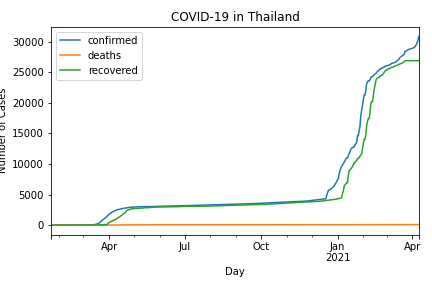 COVID-19 in Thailand
confirmed
deaths
recovered
30000
25000
20000
15000
10000
5000
0
Number of Cases
Apr
Jul
Oct
Jan
2021
Apr
Day